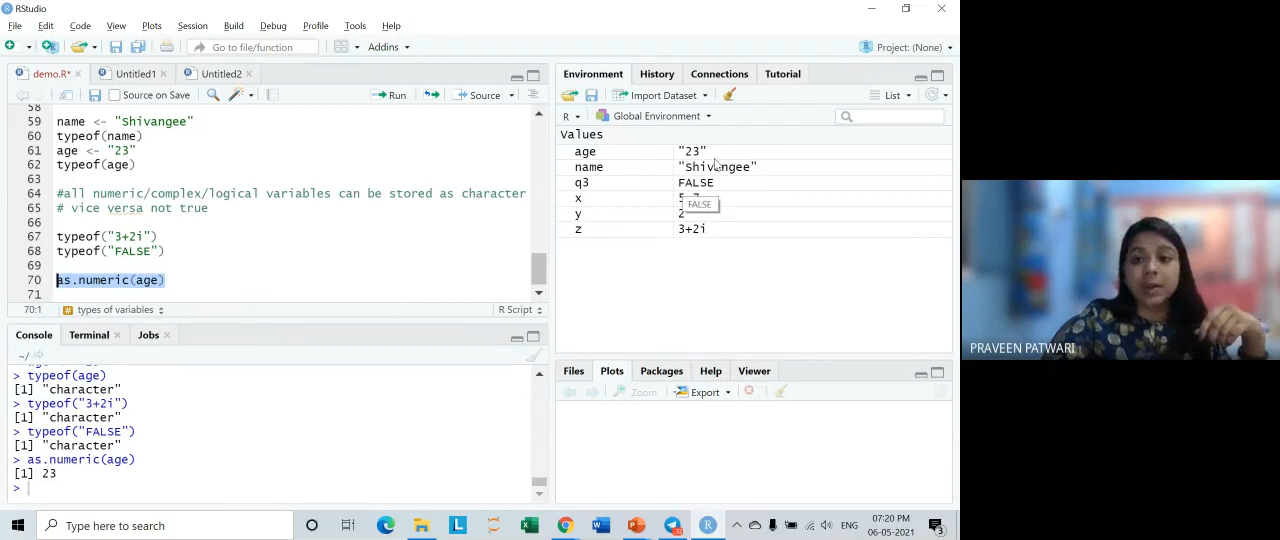 RStudio
File Edit Code View Plots Session Build Debug Profile Tools Help
Go to file/function Addins Project: (None)
demo.R* Untitled1 Untitled2
Source on Save Run Source
58
59 name <- "Shivangee"
60 typeof(name)
61 age <- "23"
62 typeof(age)
63
64 #all numeric/complex/logical variables can be stored as character
65 # vice versa not true
66
67 typeof("3+2i")
68 typeof("FALSE")
69
70 as.numeric(age)
71
70:1 types of variables R Script
Console Terminal Jobs
~/
> typeof(age)
[1] "character"
> typeof("3+2i")
[1] "character"
> typeof("FALSE")
[1] "character"
> as.numeric(age)
[1] 23
>
Environment History Connections Tutorial
Import Dataset List
R Global Environment
Values
age "23"
name "Shivangee"
q3 FALSE
x
FALSE
y 2
z 3+2i
Files Plots Packages Help Viewer
Zoom Export
PRAVEEN PATWARI
Type here to search
ENG
07:20 PM
06-05-2021